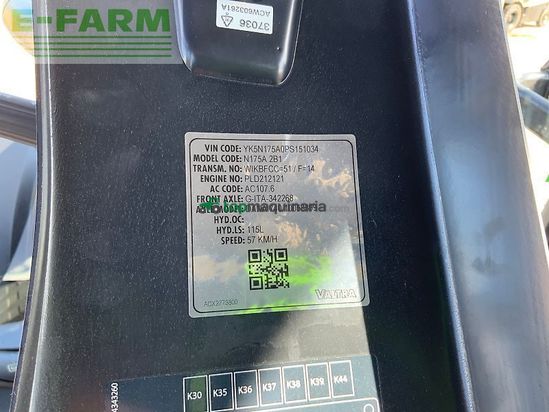 E-FARM
37036
ACW603261A
VIN CODE: YK5N175A0PS151034
MODEL CODE: N175A 2B1
TRANSM. NO: WIKBFCC=51 / F=14
ENGINE NO: PLD212121
AC CODE: AC107.6
FRONT AXLE: G-ITA-342268
topmaquinaria
HYD.OC:
HYD.LS: 115L
SPEED: 57 KM/H
ACX2773800
VALTRA
4343260
K30 K35 K36 K37 K38 K39 K44